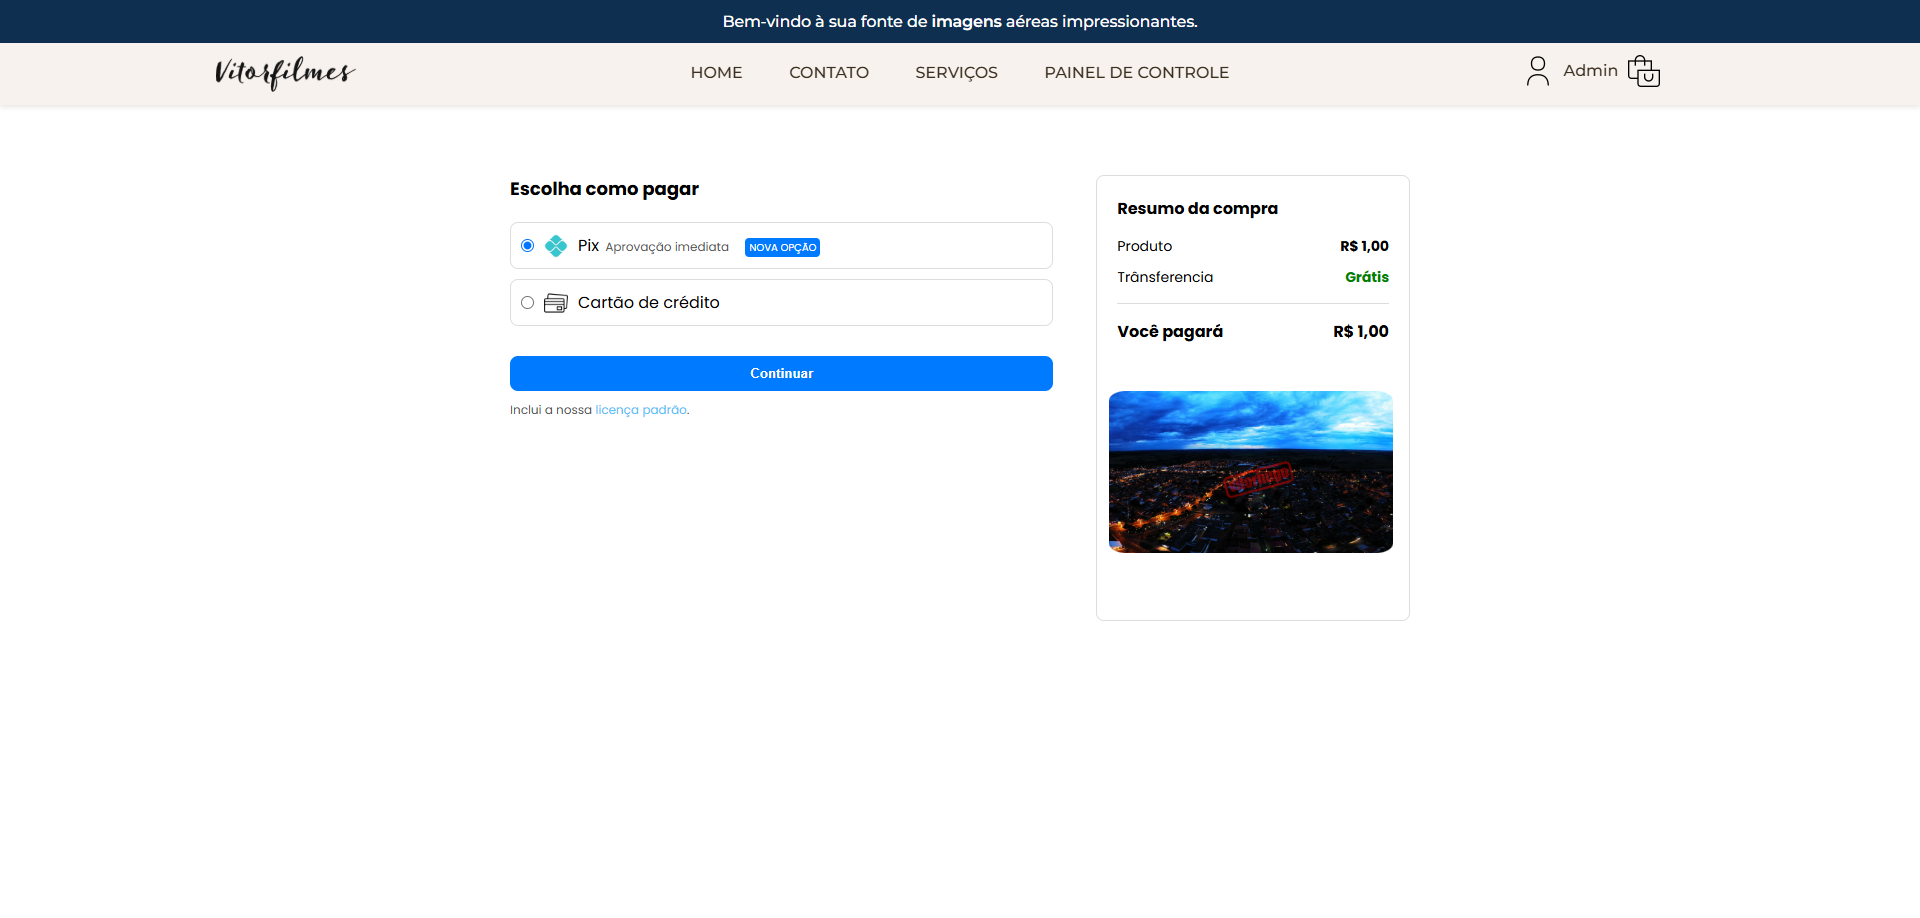 Bem-vindo à sua fonte de imagens aéreas impressionantes.
Vitorfilmes
HOME
CONTATO
SERVIÇOS
PAINEL DE CONTROLE
Admin
Escolha como pagar
Pix Aprovação imediata NOVA OPÇÃO
Cartão de crédito
Continuar
Inclui a nossa licença padrão.
Resumo da compra
Produto R$ 1,00
Trânsferencia Grátis
Você pagará R$ 1,00